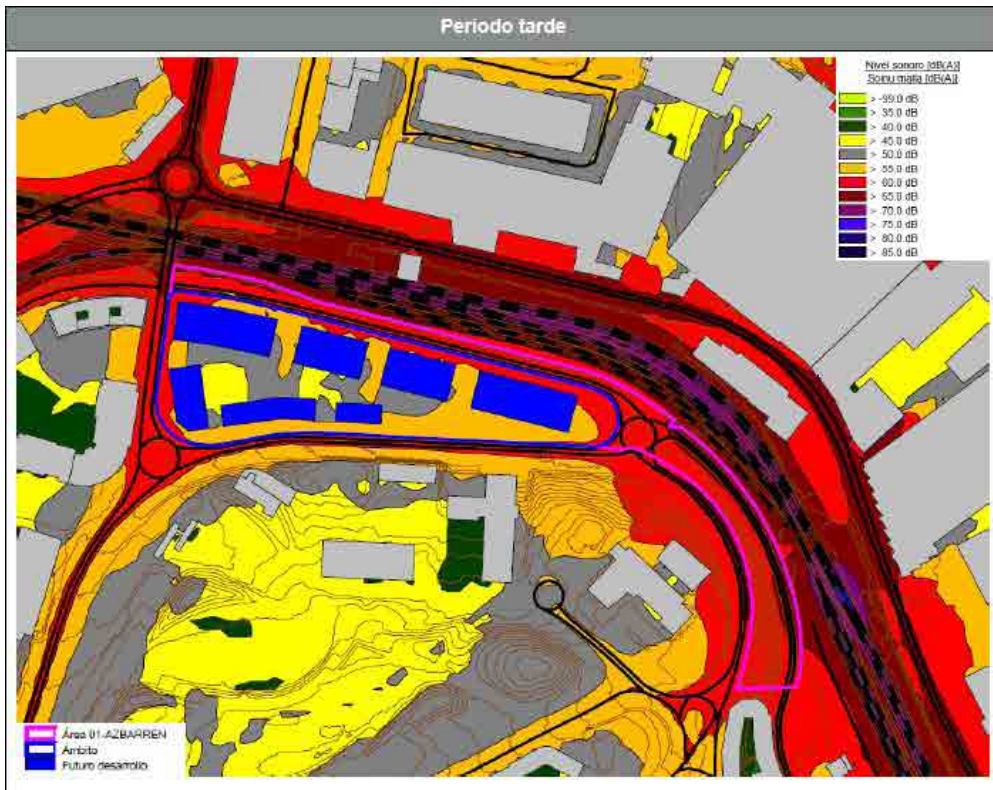 Periodo tarde
Nivel sonoro [dB(A)]
Soinu maila [dB(A)]
> -99.0 dB
> 35.0 dB
> 40.0 dB
> 45.0 dB
> 50.0 dB
> 55.0 dB
> 60.0 dB
> 65.0 dB
> 70.0 dB
> 75.0 dB
> 80.0 dB
> 85.0 dB
Área 01-AZBARREN
Ámbito
Futuro desarrollo